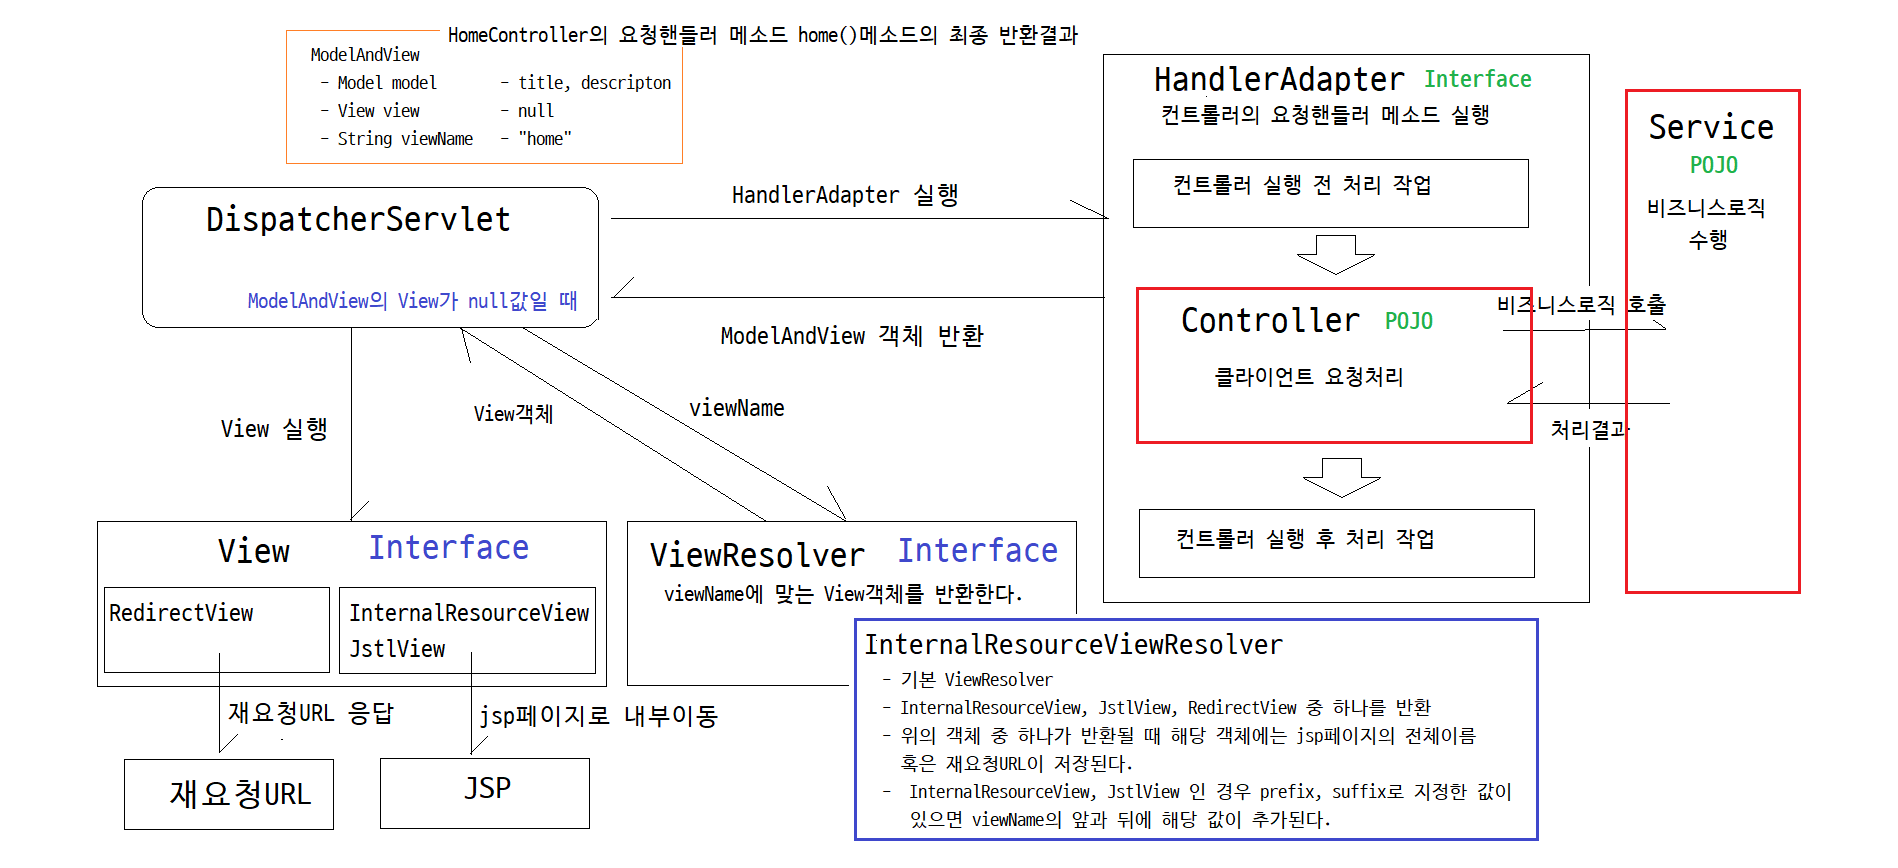 HomeController의 요청핸들러 메소드 home()메소드의 최종 반환결과
ModelAndView
- Model model - title, descripton
- View view - null
- String viewName - "home"
DispatcherServlet
ModelAndView의 View가 null값일 때
HandlerAdapter 실행
ModelAndView 객체 반환
HandlerAdapter Interface
컨트롤러의 요청핸들러 메소드 실행
컨트롤러 실행 전 처리 작업
Controller POJO
클라이언트 요청처리
컨트롤러 실행 후 처리 작업
비즈니스로직 호출
처리결과
Service
POJO
비즈니스로직
수행
View 실행
View객체
viewName
View Interface
RedirectView
InternalResourceView
JstlView
재요청URL 응답
jsp페이지로 내부이동
재요청URL
JSP
ViewResolver Interface
viewName에 맞는 View객체를 반환한다.
InternalResourceViewResolver
- 기본 ViewResolver
- InternalResourceView, JstlView, RedirectView 중 하나를 반환
- 위의 객체 중 하나가 반환될 때 해당 객체에는 jsp페이지의 전체이름
혹은 재요청URL이 저장된다.
- InternalResourceView, JstlView 인 경우 prefix, suffix로 지정한 값이
있으면 viewName의 앞과 뒤에 해당 값이 추가된다.